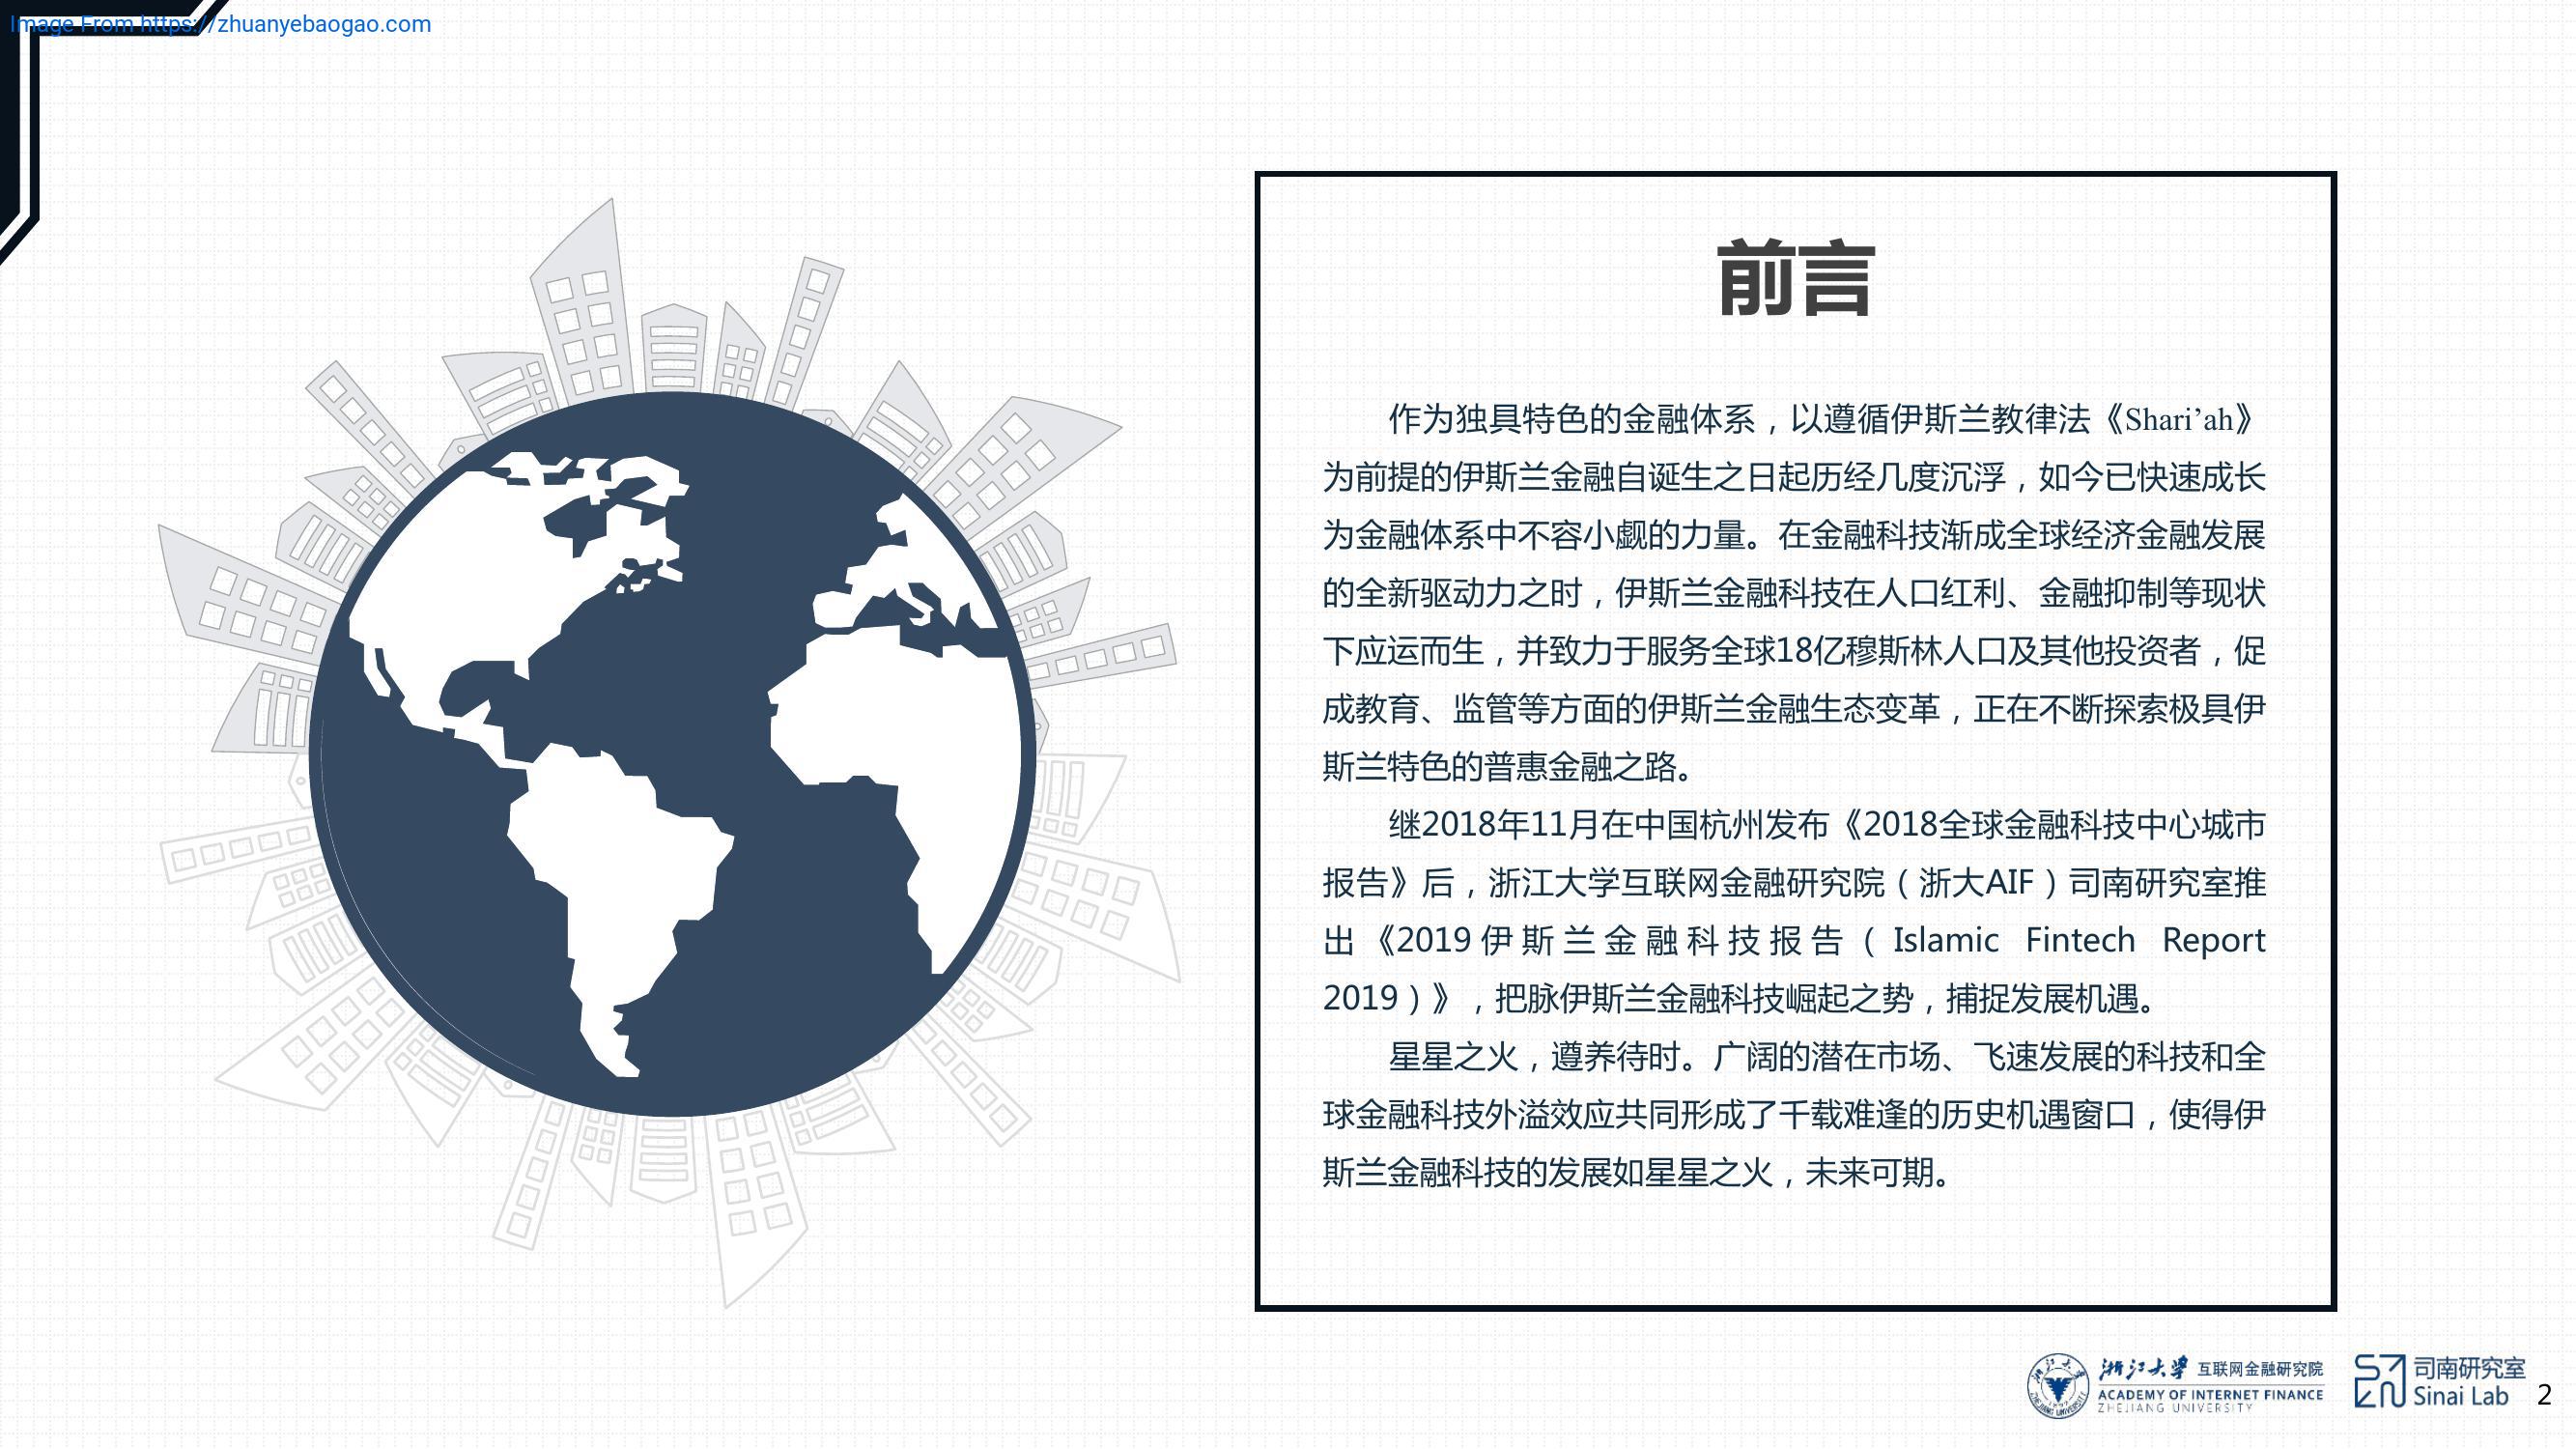 Image From https://zhuanyebaogao.com
前言
作为独具特色的金融体系，以遵循伊斯兰教律法《Shari’ah》
为前提的伊斯兰金融自诞生之日起历经几度沉浮，如今已快速成长
为金融体系中不容小觑的力量。在金融科技渐成全球经济金融发展
的全新驱动力之时，伊斯兰金融科技在人口红利、金融抑制等现状
下应运而生，并致力于服务全球18亿穆斯林人口及其他投资者，促
成教育、监管等方面的伊斯兰金融生态变革，正在不断探索极具伊
斯兰特色的普惠金融之路。
继2018年11月在中国杭州发布《2018全球金融科技中心城市
报告》后，浙江大学互联网金融研究院（浙大AIF）司南研究室推
出《2019伊斯兰金融科技报告（Islamic Fintech Report
2019）》，把脉伊斯兰金融科技崛起之势，捕捉发展机遇。
星星之火，遵养待时。广阔的潜在市场、飞速发展的科技和全
球金融科技外溢效应共同形成了千载难逢的历史机遇窗口，使得伊
斯兰金融科技的发展如星星之火，未来可期。
浙江大学 互联网金融研究院
ACADEMY OF INTERNET FINANCE
ZHEJIANG UNIVERSITY
司南研究室
Sinai Lab
2